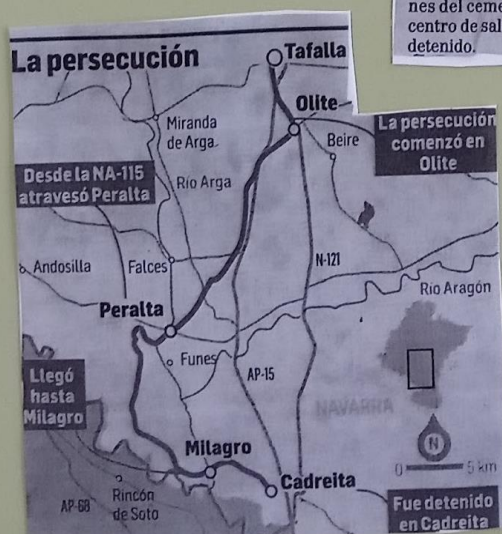 nes del ceme
centro de sal
detenido.
La persecución
Tafalla
Olite
Miranda
de Arga
Beire
La persecución
comenzó en
Olite
Desde la NA-115
atravesó Peralta
Río Arga
N-121
Andosilla
Falces
Río Aragón
Peralta
Funes
AP-15
Llegó
hasta
Milagro
NAVARRA
N
Milagro
0
5 km
Cadreita
AP-68
Rincón
de Soto
Fue detenido
en Cadreita